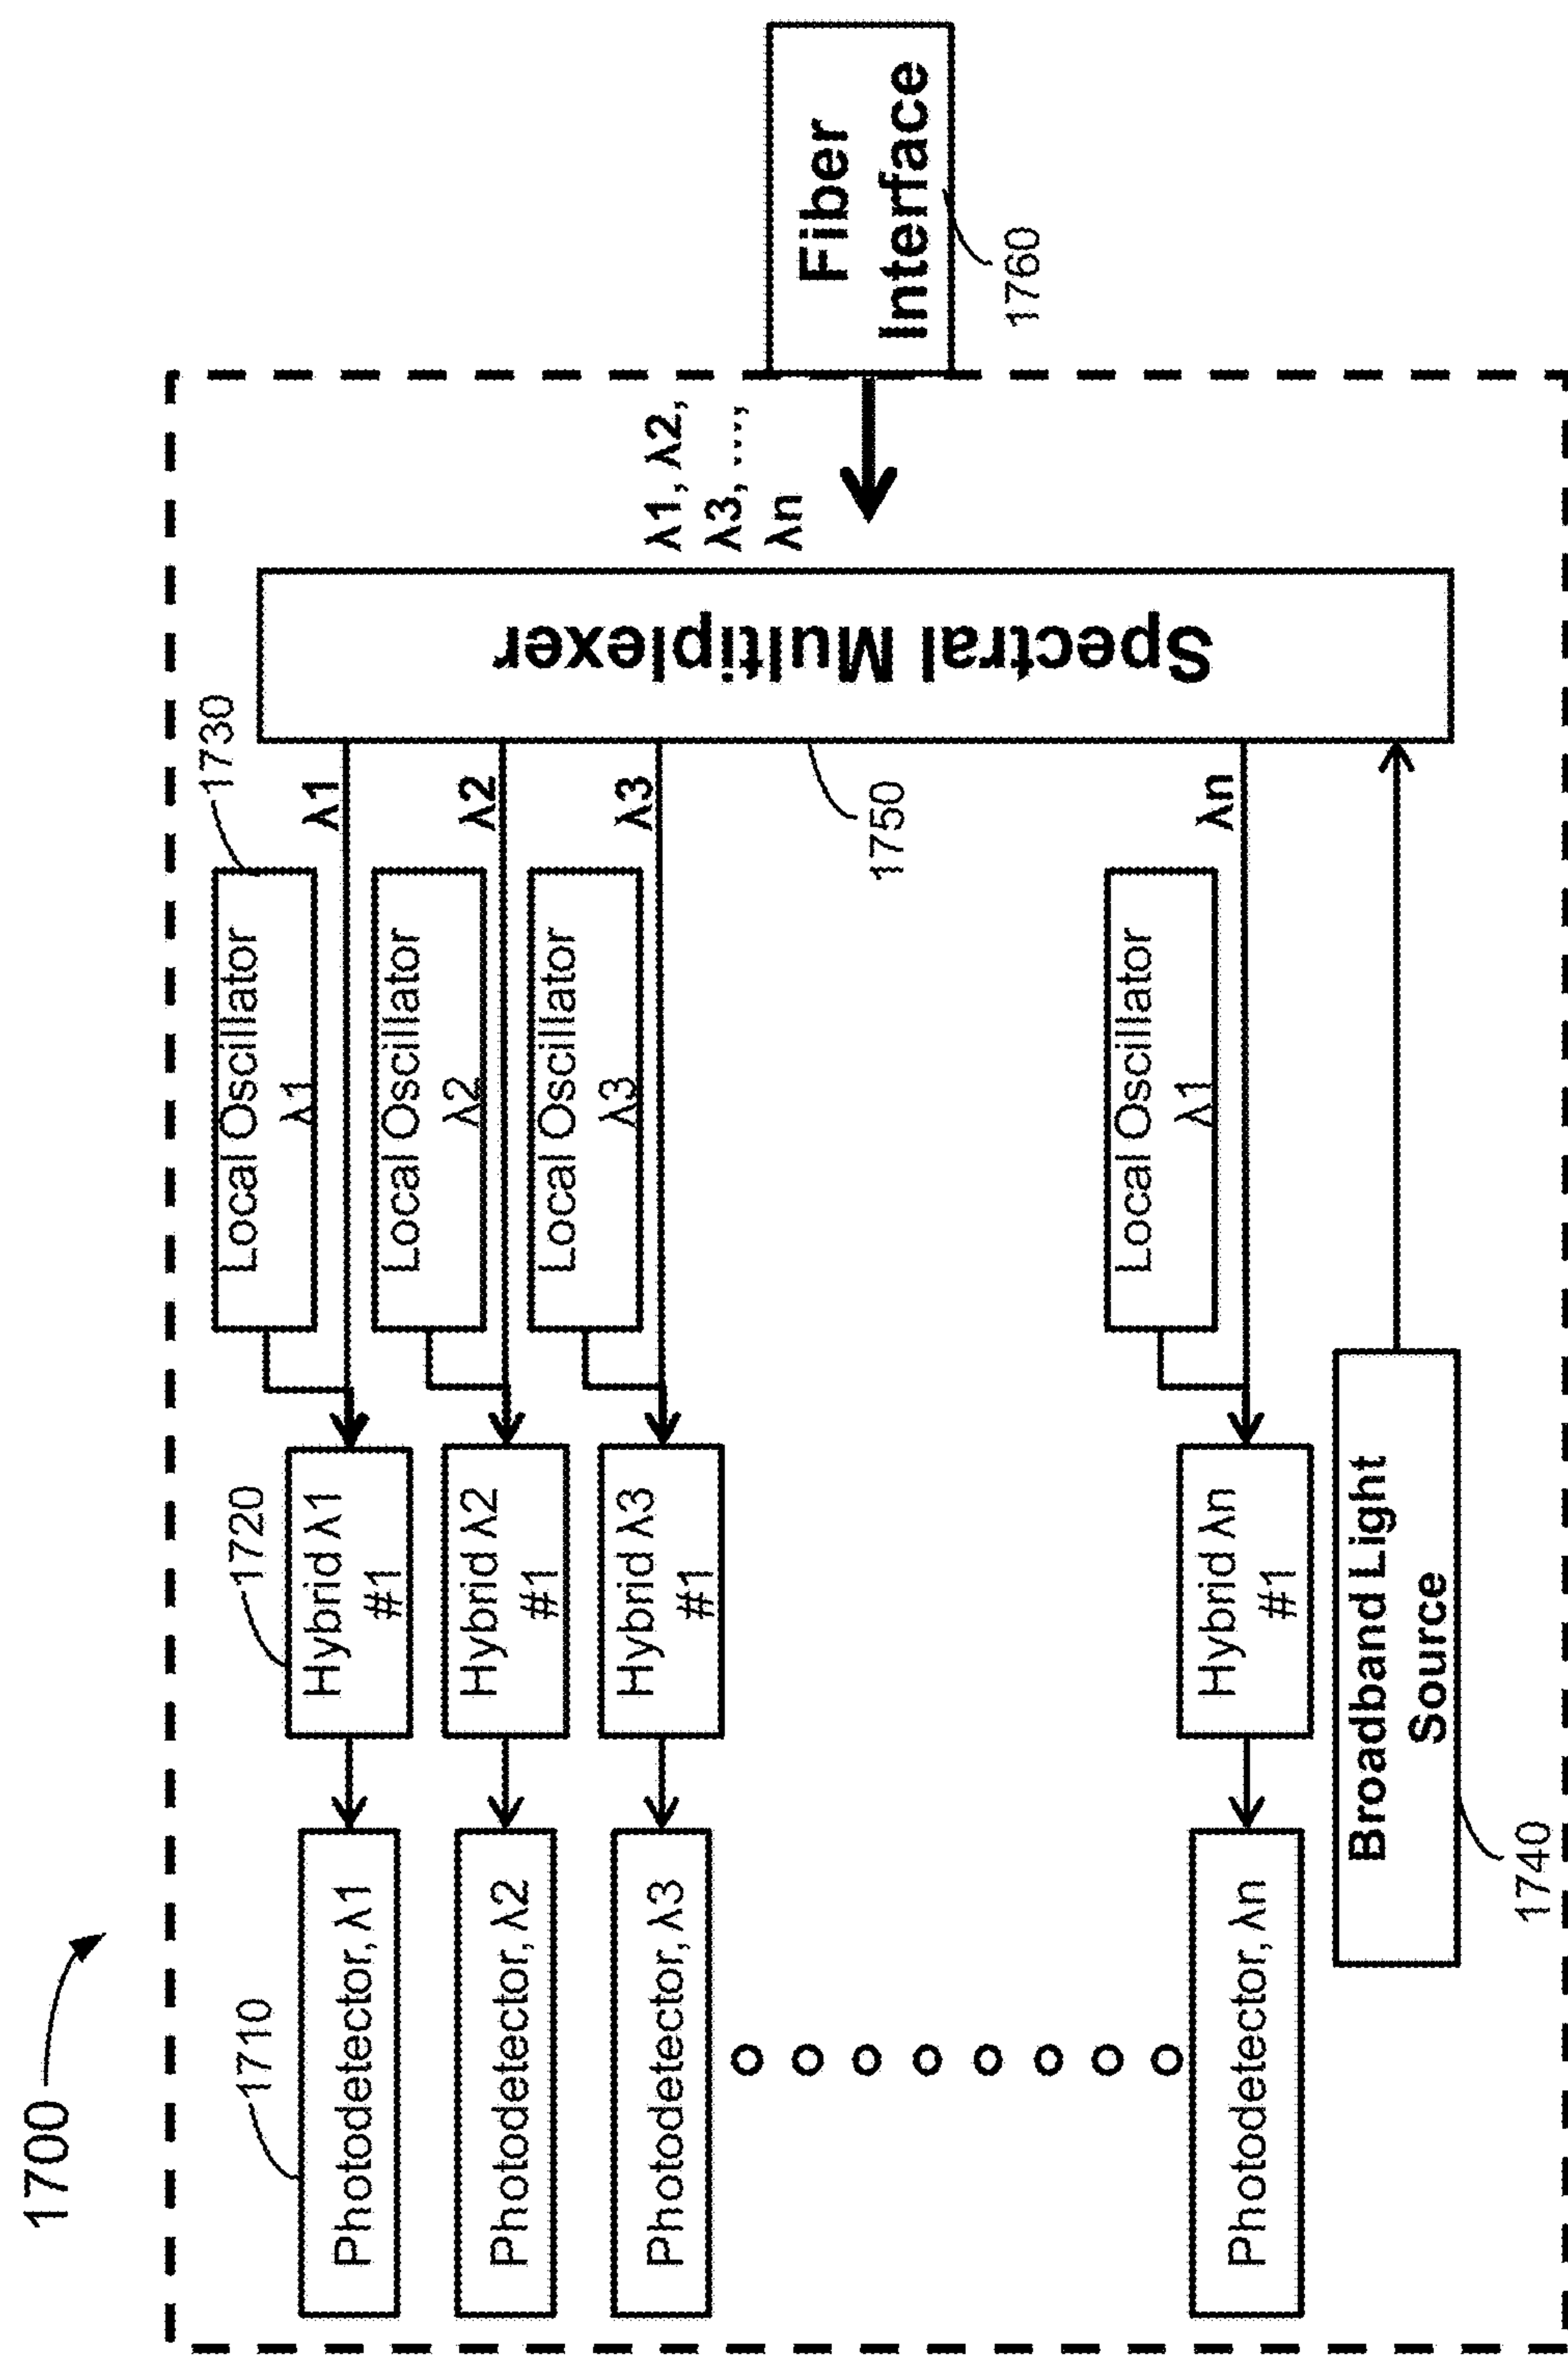 1700
1710
1720
1730
Photodetector, λ1
Hybrid λ1
#1
Local Oscillator
λ1
λ1
Photodetector, λ2
Hybrid λ2
#1
Local Oscillator
λ2
λ2
Photodetector, λ3
Hybrid λ3
#1
Local Oscillator
λ3
λ3
Photodetector, λn
Hybrid λn
#1
Local Oscillator
λ1
λn
Broadband Light
Source
1740
Spectral Multiplexer
1750
λ1, λ2,
λ3, ...,
λn
Fiber
Interface
1760